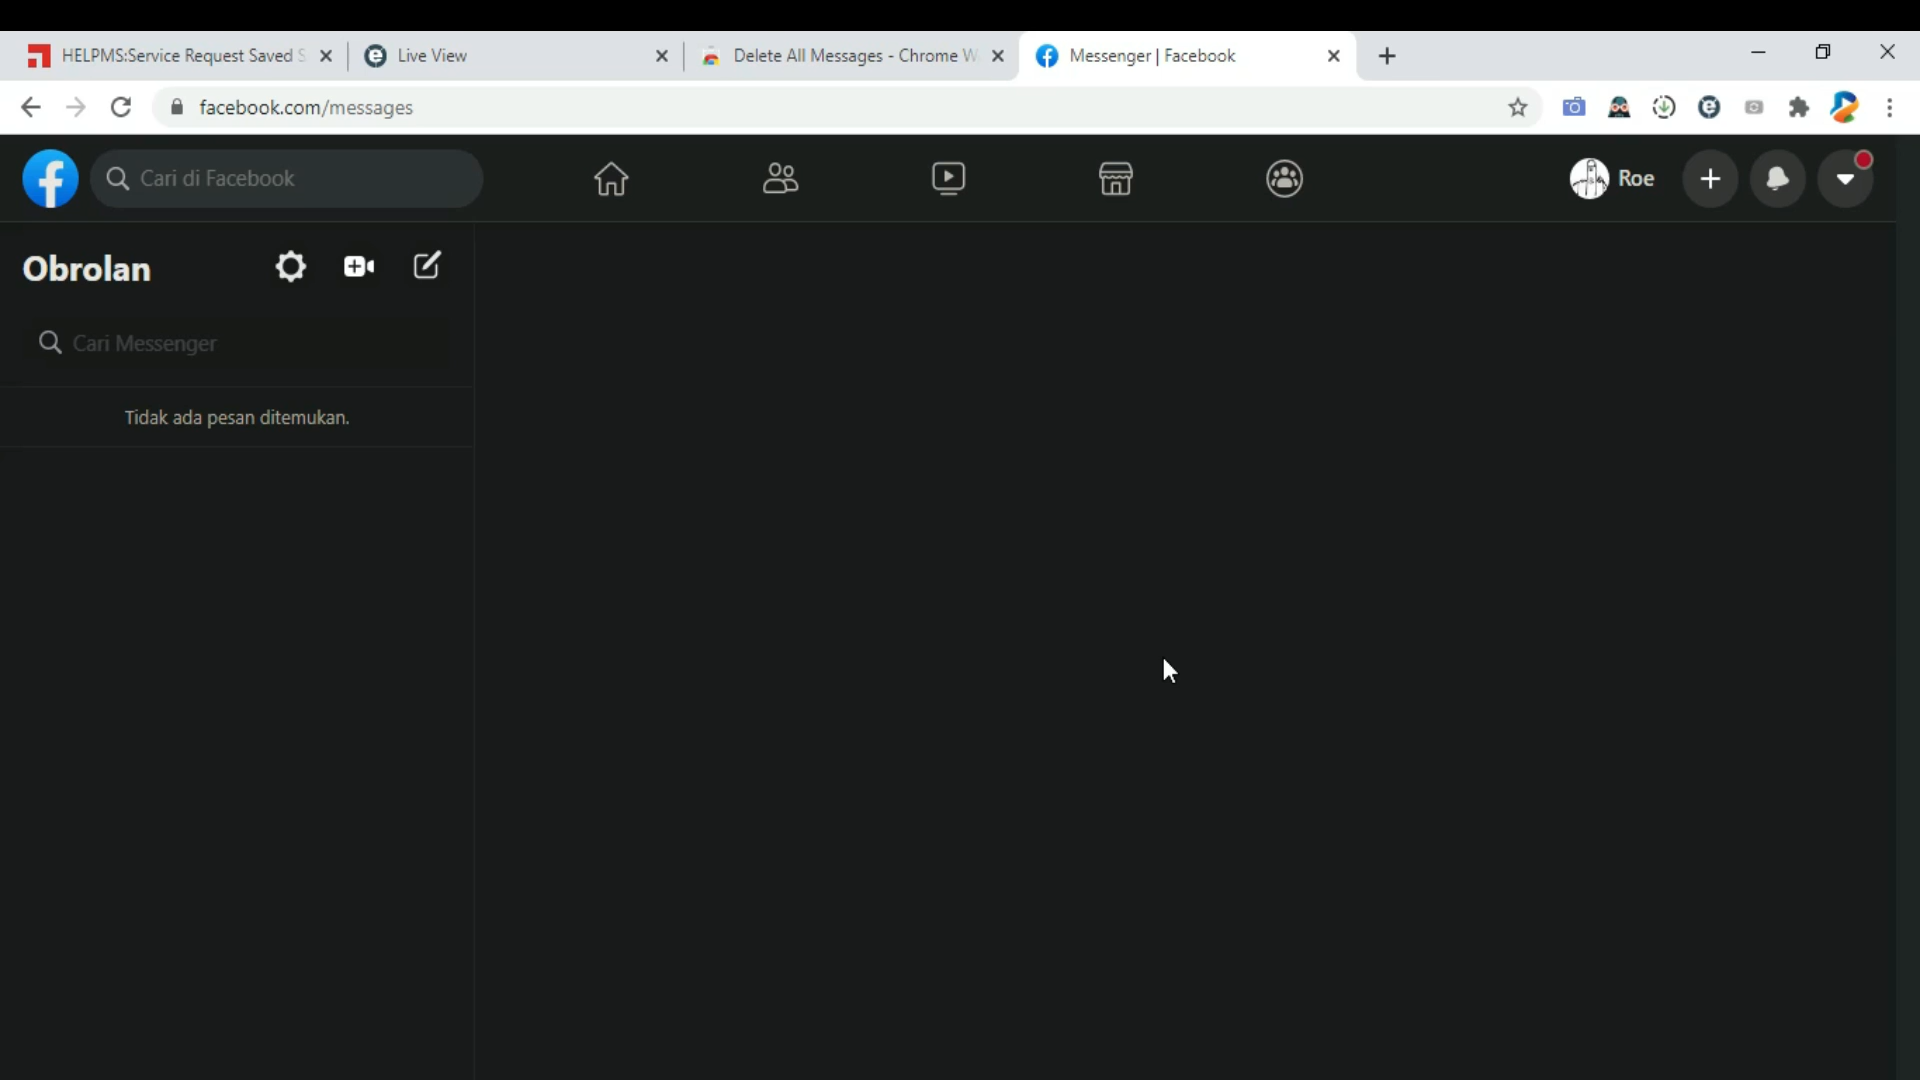 HELPMS:Service Request Saved S
Live View
Delete All Messages - Chrome W
Messenger | Facebook
facebook.com/messages
Cari di Facebook
Roe
Obrolan
Cari Messenger
Tidak ada pesan ditemukan.